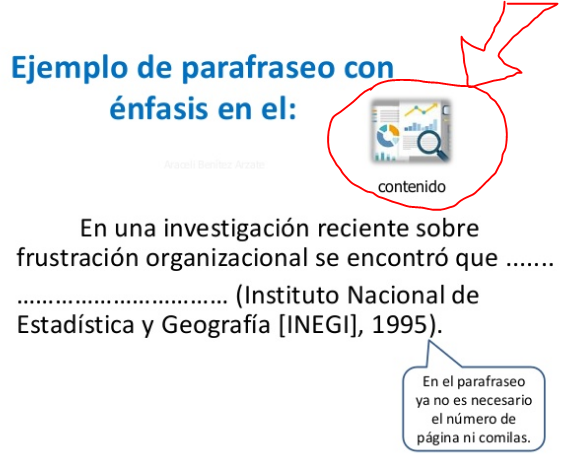 Ejemplo de parafraseo con
énfasis en el:
Araceli Benítez Arzate
contenido
En una investigación reciente sobre
frustración organizacional se encontró que .......
................................. (Instituto Nacional de
Estadística y Geografía [INEGI], 1995).
En el parafraseo
ya no es necesario
el número de
página ni comilas.